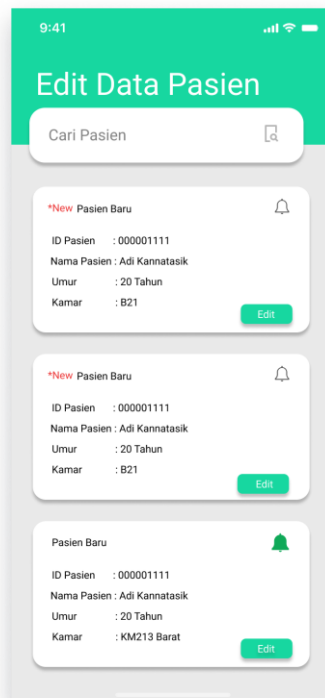 9:41
Edit Data Pasien
Cari Pasien
*New Pasien Baru
ID Pasien : 000001111
Nama Pasien : Adi Kannatasik
Umur : 20 Tahun
Kamar : B21
Edit
*New Pasien Baru
ID Pasien : 000001111
Nama Pasien : Adi Kannatasik
Umur : 20 Tahun
Kamar : B21
Edit
Pasien Baru
ID Pasien : 000001111
Nama Pasien : Adi Kannatasik
Umur : 20 Tahun
Kamar : KM213 Barat
Edit